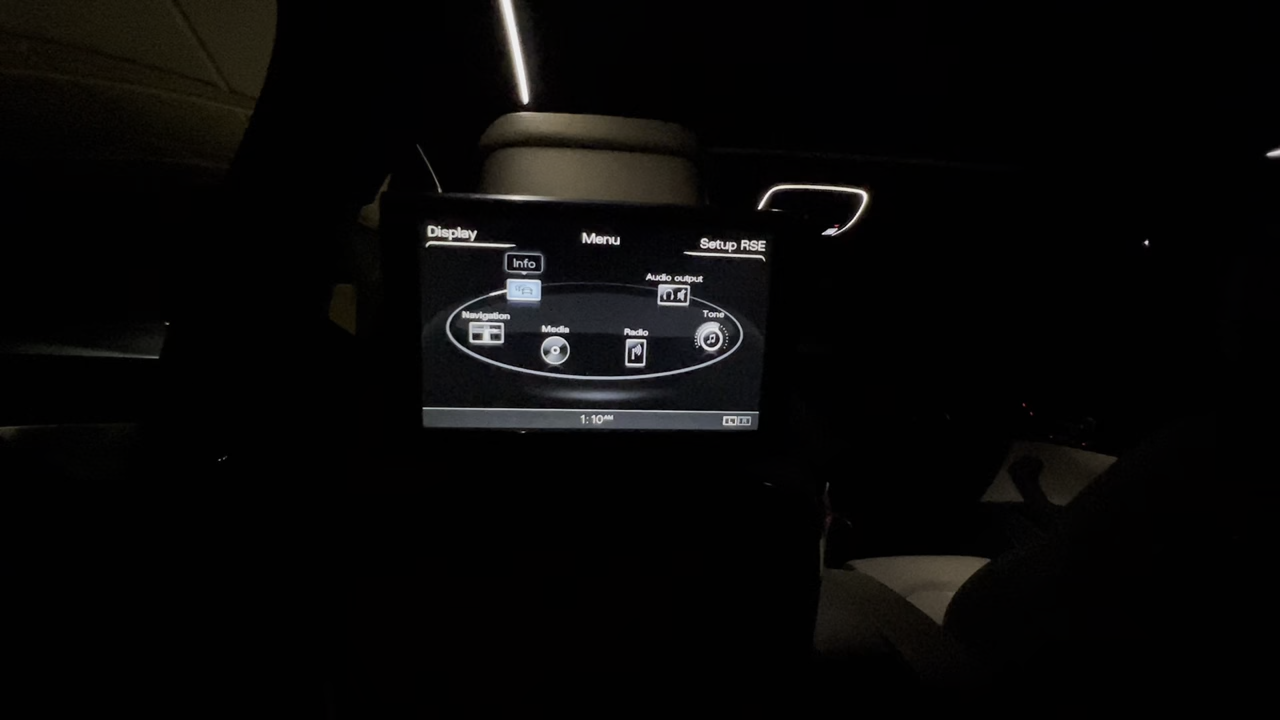 Display
Menu
Setup RSE
Info
Audio output
Navigation
Media
Radio
Tone
1:10AM
L R